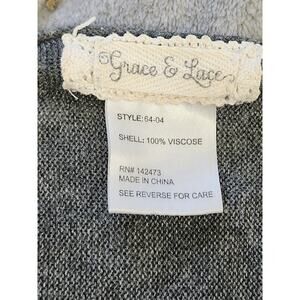 Grace & Lace
STYLE: 64-04
SHELL: 100% VISCOSE
RN# 142473
MADE IN CHINA
SEE REVERSE FOR CARE